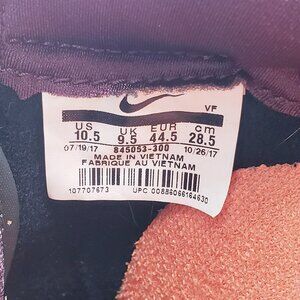 VF
US UK EUR cm
10.5 9.5 44.5 28.5
07/19/17 845053-300 10/26/17
MADE IN VIETNAM
FABRIQUE AU VIETNAM
107707673 UPC 00886066164630